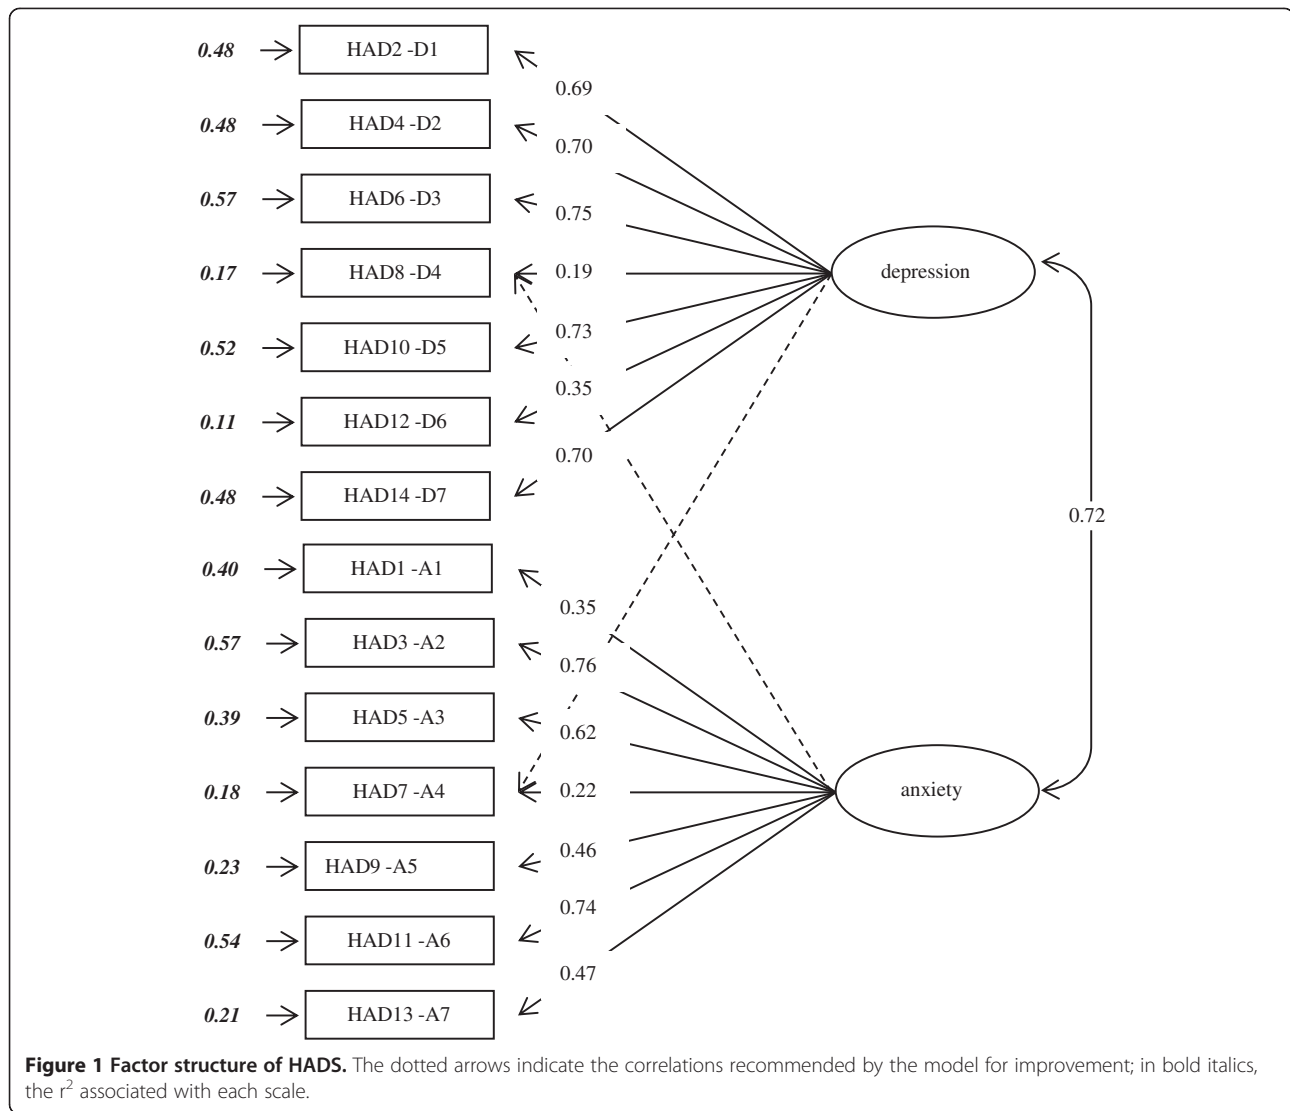 0.48 HAD2 -D1
0.69
0.48 HAD4 -D2
0.70
0.57 HAD6 -D3
0.75
0.17 HAD8 -D4 0.19 depression
0.73
0.52 HAD10 -D5
0.35
0.11 HAD12 -D6
0.70
0.48 HAD14 -D7
0.72
0.40 HAD1 -A1
0.35
0.57 HAD3 -A2
0.76
0.39 HAD5 -A3
0.62
0.18 HAD7 -A4 0.22 anxiety
0.46
0.23 HAD9 -A5
0.74
0.54 HAD11 -A6
0.47
0.21 HAD13 -A7
Figure 1 Factor structure of HADS. The dotted arrows indicate the correlations recommended by the model for improvement; in bold italics,
the r² associated with each scale.